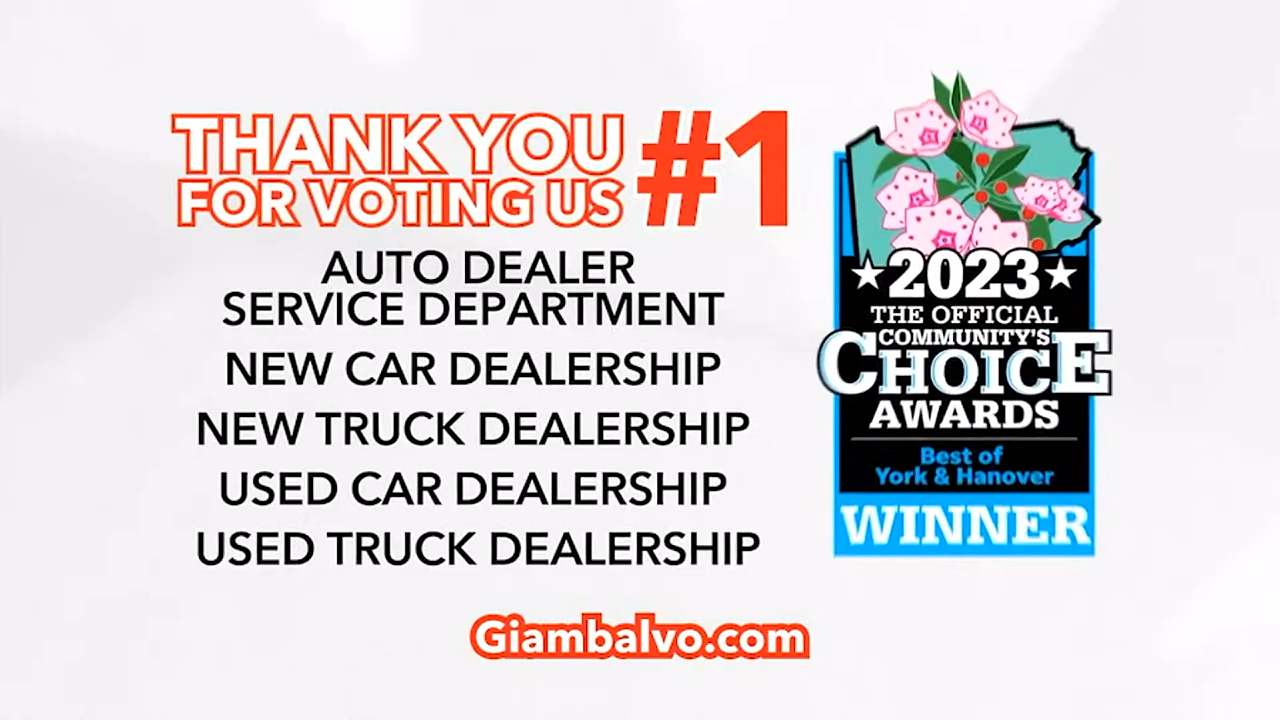 THANK YOU
FOR VOTING US
#1
AUTO DEALER
SERVICE DEPARTMENT
NEW CAR DEALERSHIP
NEW TRUCK DEALERSHIP
USED CAR DEALERSHIP
USED TRUCK DEALERSHIP
Giambalvo.com
2023
THE OFFICIAL
COMMUNITY'S
CHOICE
AWARDS
Best of
York & Hanover
WINNER